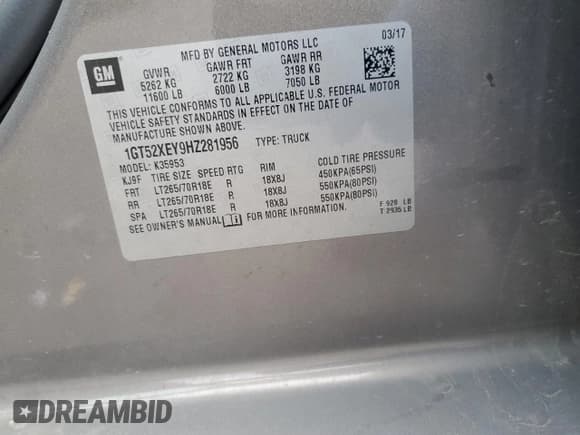 GM
MFD BY GENERAL MOTORS LLC 03/17
GVWR GAWR FRT GAWR RR
5262 KG 2722 KG 3198 KG
11600 LB 6000 LB 7050 LB
THIS VEHICLE CONFORMS TO ALL APPLICABLE U.S. FEDERAL MOTOR
VEHICLE SAFETY STANDARDS IN EFFECT ON THE DATE OF
MANUFACTURE SHOWN ABOVE.
1GT52XEY9HZ281956 TYPE: TRUCK
MODEL: K35953
KJ9F TIRE SIZE SPEED RTG RIM COLD TIRE PRESSURE
FRT LT265/70R18E R 18X8J 450KPA(65PSI)
RR LT265/70R18E R 18X8J 550KPA(80PSI)
SPA LT265/70R18E R 18X8J 550KPA(80PSI)
SEE OWNER'S MANUAL FOR MORE INFORMATION.
F 928 LB
T 2935 LB
DREAMBID